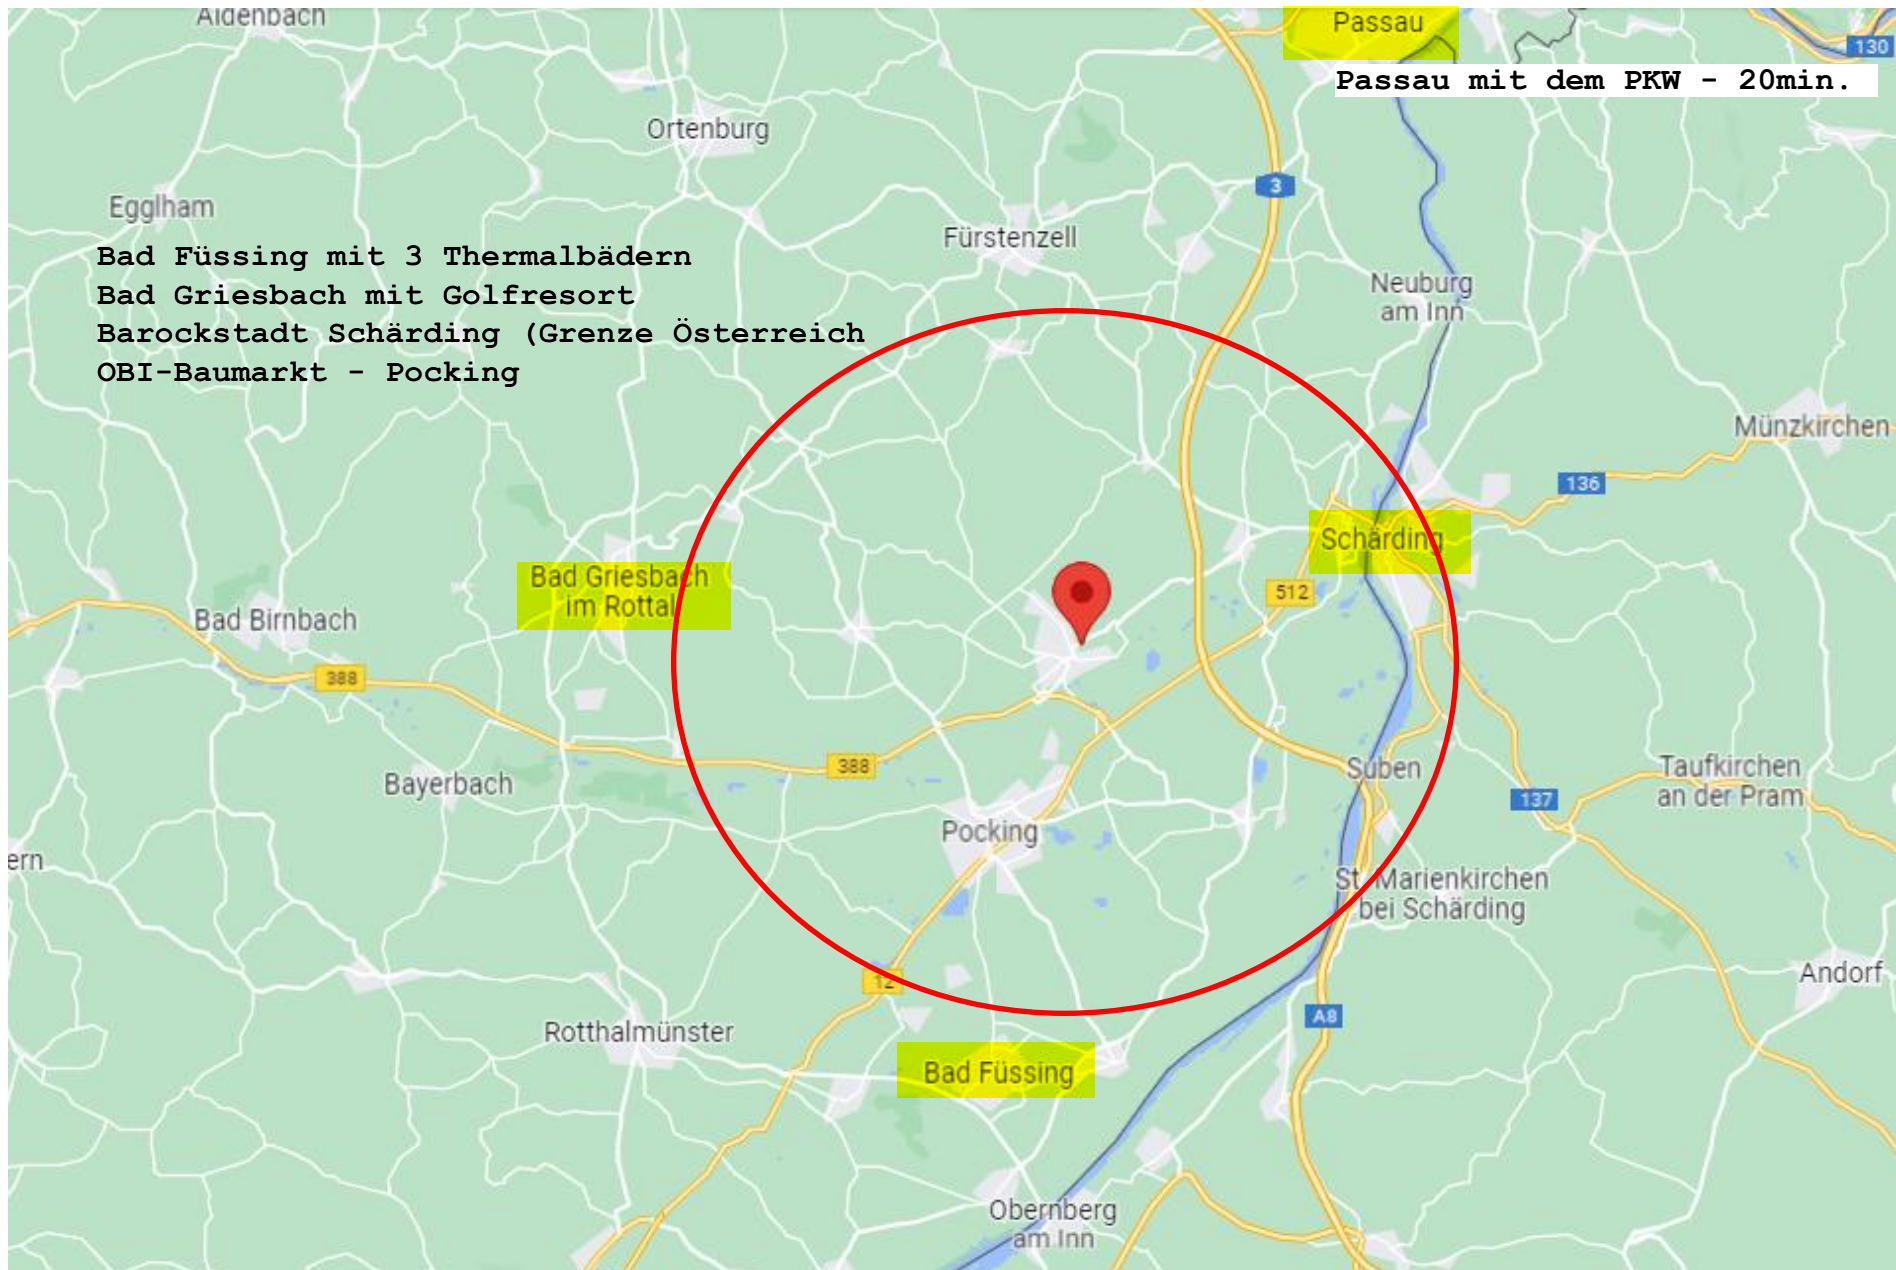 Aidenbach
Passau
130
Passau mit dem PKW - 20min.
Ortenburg
3
Egglham
Fürstenzell
Bad Füssing mit 3 Thermalbädern
Bad Griesbach mit Golfresort
Barockstadt Schärding (Grenze Österreich
OBI-Baumarkt - Pocking
Neuburg
am Inn
Münzkirchen
136
Schärding
Bad Griesbach
im Rottal
512
Bad Birnbach
388
388
Suben
Taufkirchen
an der Pram
Bayerbach
137
Pocking
ern
St. Marienkirchen
bei Schärding
Andorf
12
A8
Rotthalmünster
Bad Füssing
Obernberg
am Inn